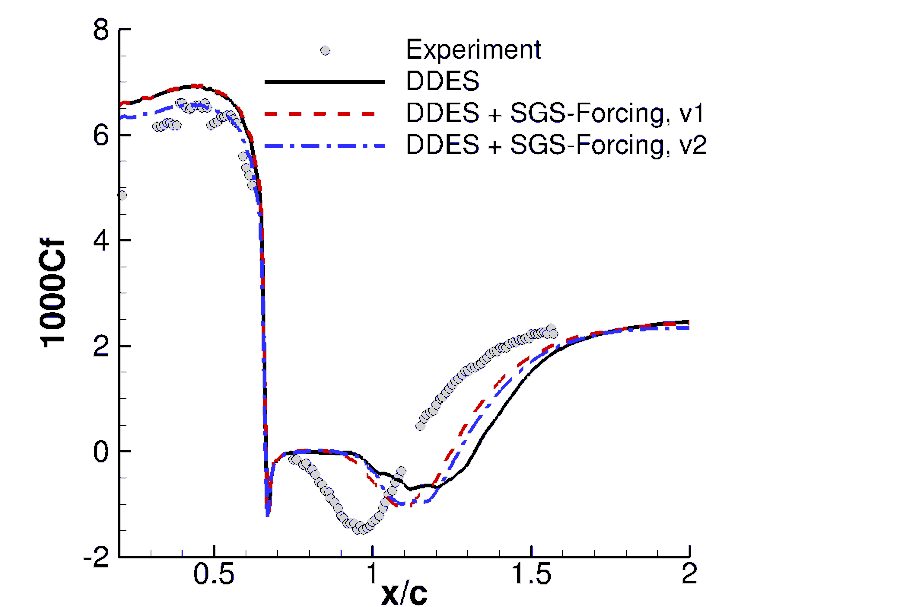 8
Experiment
DDES
DDES + SGS-Forcing, v1
DDES + SGS-Forcing, v2
6
4
1000Cf
2
0
-2
0.5
1
1.5
2
x/c